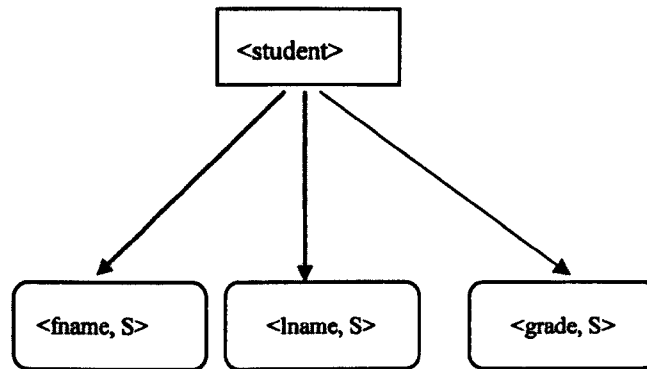 <student>
<fname, S>
<lname, S>
<grade, S>